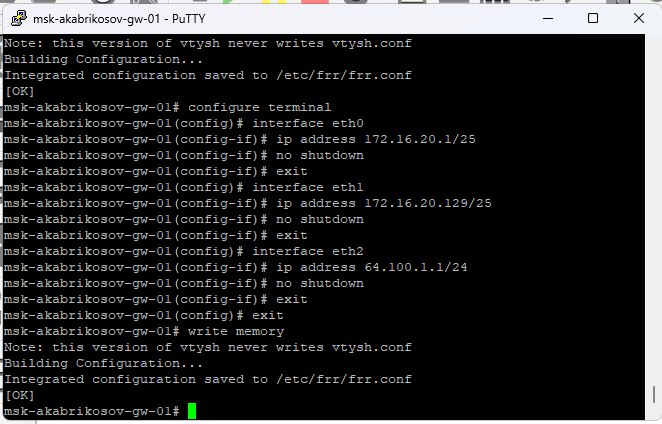 msk-akabrikosov-gw-01 - PuTTY
Note: this version of vtysh never writes vtysh.conf
Building Configuration...
Integrated configuration saved to /etc/frr/frr.conf
[OK]
msk-akabrikosov-gw-01# configure terminal
msk-akabrikosov-gw-01(config)# interface eth0
msk-akabrikosov-gw-01(config-if)# ip address 172.16.20.1/25
msk-akabrikosov-gw-01(config-if)# no shutdown
msk-akabrikosov-gw-01(config-if)# exit
msk-akabrikosov-gw-01(config)# interface eth1
msk-akabrikosov-gw-01(config-if)# ip address 172.16.20.129/25
msk-akabrikosov-gw-01(config-if)# no shutdown
msk-akabrikosov-gw-01(config-if)# exit
msk-akabrikosov-gw-01(config)# interface eth2
msk-akabrikosov-gw-01(config-if)# ip address 64.100.1.1/24
msk-akabrikosov-gw-01(config-if)# no shutdown
msk-akabrikosov-gw-01(config-if)# exit
msk-akabrikosov-gw-01(config)# exit
msk-akabrikosov-gw-01# write memory
Note: this version of vtysh never writes vtysh.conf
Building Configuration...
Integrated configuration saved to /etc/frr/frr.conf
[OK]
msk-akabrikosov-gw-01#